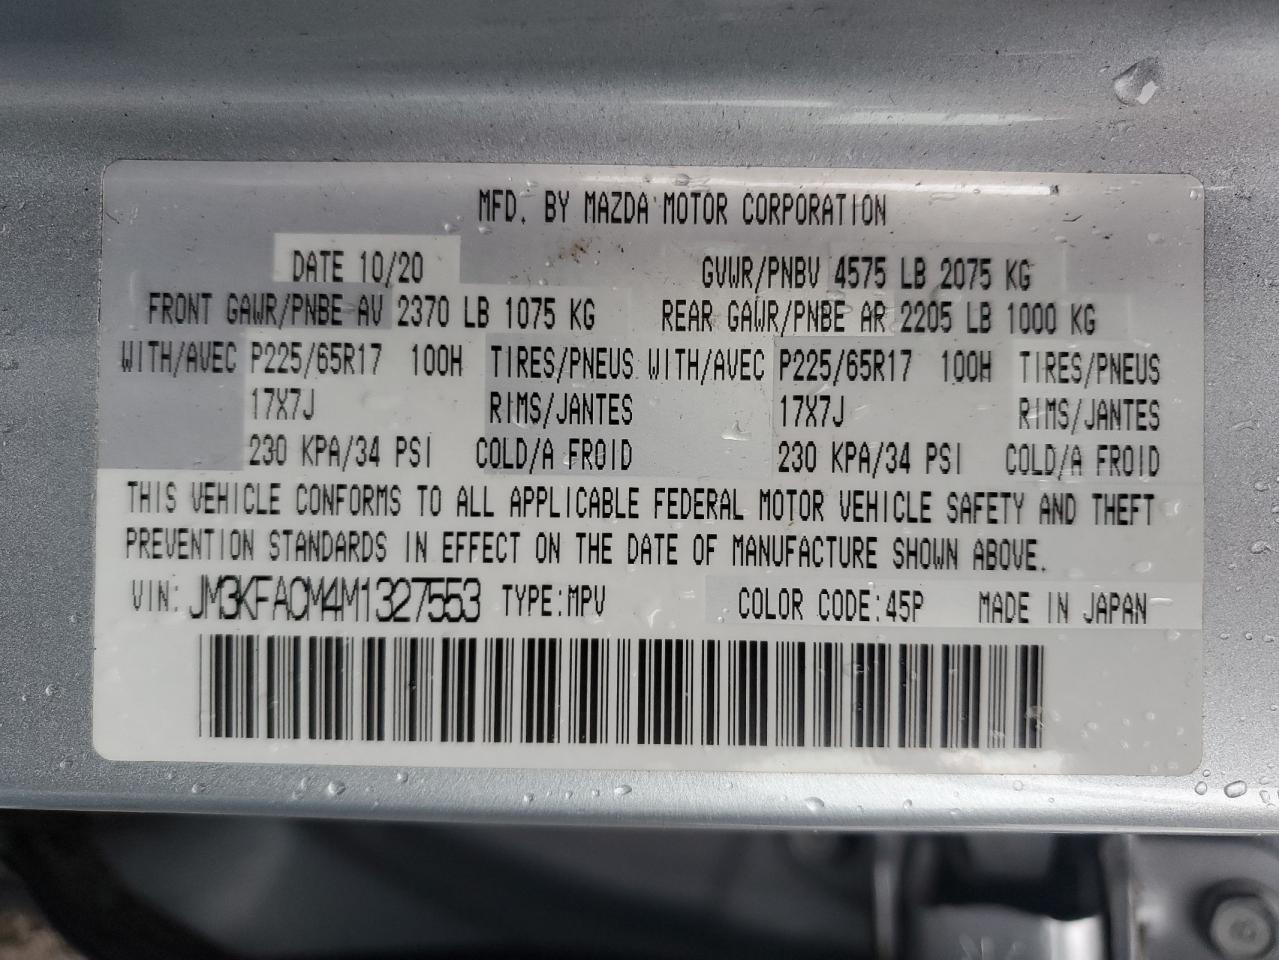 MFD. BY MAZDA MOTOR CORPORATION
DATE 10/20 GVWR/PNBV 4575 LB 2075 KG
FRONT GAWR/PNBE AV 2370 LB 1075 KG REAR GAWR/PNBE AR 2205 LB 1000 KG
WITH/AVEC P225/65R17 100H TIRES/PNEUS WITH/AVEC P225/65R17 100H TIRES/PNEUS
17X7J RIMS/JANTES 17X7J RIMS/JANTES
230 KPA/34 PSI COLD/A FROID 230 KPA/34 PSI COLD/A FROID
THIS VEHICLE CONFORMS TO ALL APPLICABLE FEDERAL MOTOR VEHICLE SAFETY AND THEFT
PREVENTION STANDARDS IN EFFECT ON THE DATE OF MANUFACTURE SHOWN ABOVE.
VIN: JM3KFACM4M1327553 TYPE:MPV COLOR CODE:45P MADE IN JAPAN